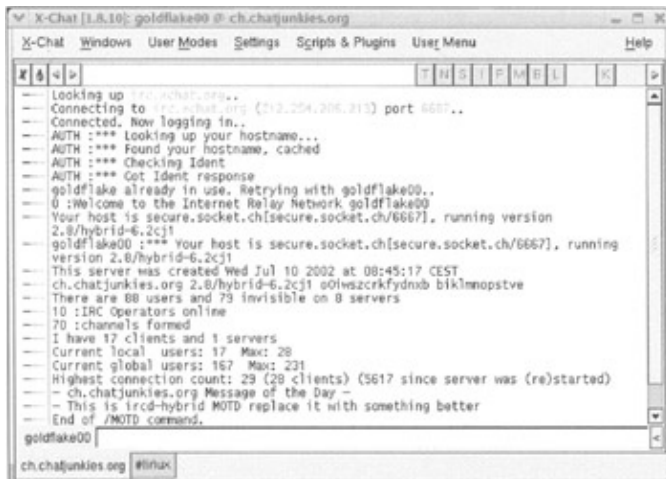 X-Chat [1.8.10]: goldflake00 @ ch.chatjunkies.org
X-Chat Windows User Modes Settings Scripts & Plugins User Menu Help
X < > T N S I P M B L K >
Looking up irc.xchat.org..
Connecting to irc.xchat.org port 6667..
Connected. Now logging in..
AUTH :*** Looking up your hostname...
AUTH :*** Found your hostname, cached
AUTH :*** Checking Ident
AUTH :*** Got Ident response
goldflake already in use. Retrying with goldflake00..
0 :Welcome to the Internet Relay Network goldflake00
Your host is secure.socket.ch[secure.socket.ch/6667], running version
2.8/hybrid-6.2cj1
goldflake00 :*** Your host is secure.socket.ch[secure.socket.ch/6667], running
version 2.8/hybrid-6.2cj1
This server was created Wed Jul 10 2002 at 08:45:17 CEST
ch.chatjunkies.org 2.8/hybrid-6.2cj1 oOiwszcrkfydnxb biklmnopstve
There are 88 users and 79 invisible on 8 servers
10 :IRC Operators online
70 :channels formed
I have 17 clients and 1 servers
Current local users: 17 Max: 28
Current global users: 167 Max: 231
Highest connection count: 29 (28 clients) (5617 since server was (re)started)
- ch.chatjunkies.org Message of the Day -
- This is ircd-hybrid MOTD replace it with something better
End of /MOTD command.
goldflake00 <
ch.chatjunkies.org #linux